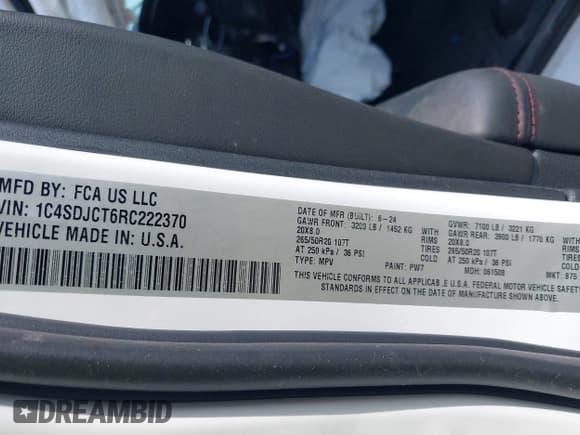 MFD BY: FCA US LLC
VIN: 1C4SDJCT6RC222370
VEHICLE MADE IN: U.S.A.
DATE OF MFR (BUILT): 6-24
GAWR FRONT: 3200 LB / 1452 KG WITH
20X8.0 RIMS
265/50R20 107T TIRES
AT 250 kPa / 36 PSI COLD
TYPE: MPV PAINT: PW7
GVWR: 7100 LB / 3221 KG
GAWR REAR: 3900 LB / 1770 KG WITH
20X8.0 RIMS
265/50R20 107T TIRES
AT 250 kPa / 36 PSI COLD
MDH: 061508 MKT: 875
THIS VEHICLE CONFORMS TO ALL APPLICABLE U.S.A. FEDERAL MOTOR VEHICLE SAFETY
STANDARDS IN EFFECT ON THE DATE OF MANUFACTURE SHOWN ABOVE.
DREAMBID